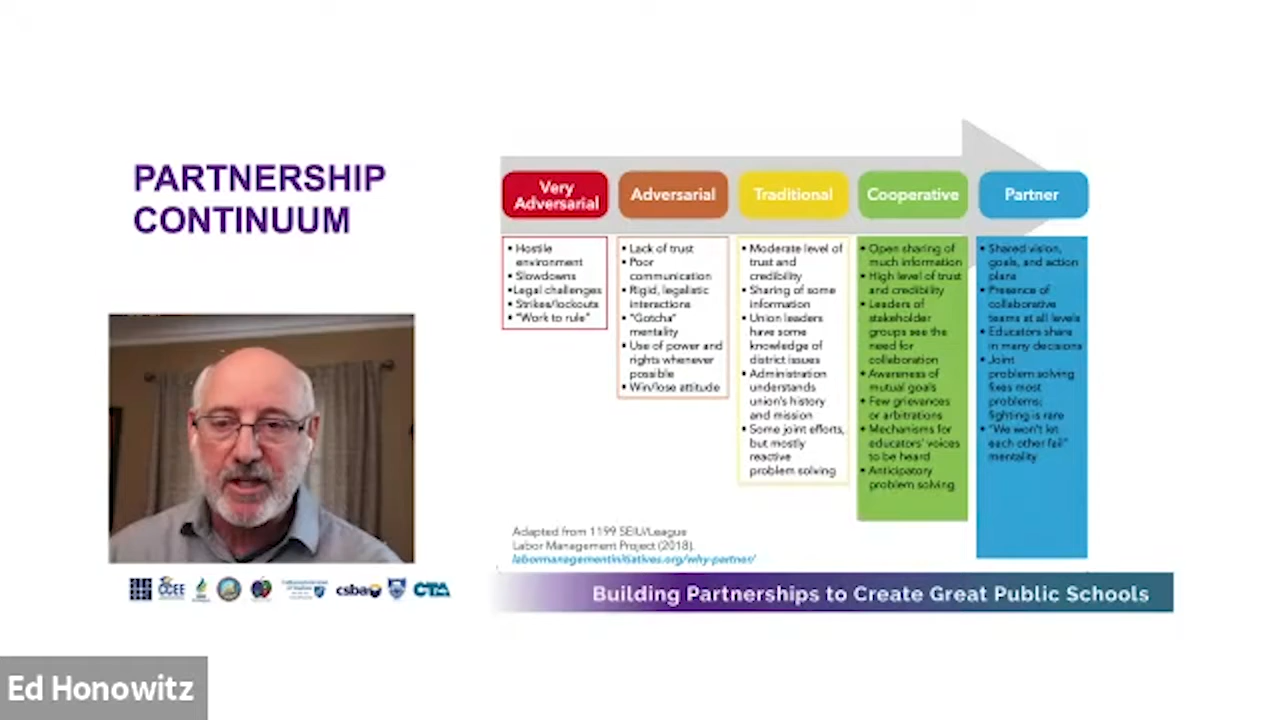 PARTNERSHIP
CONTINUUM
Very
Adversarial
• Hostile
environment
• Slowdowns
• Legal challenges
• Strikes/lockouts
• "Work to rule"
Adversarial
• Lack of trust
• Poor
communication
• Rigid, legalistic
interactions
• "Gotcha"
mentality
• Use of power and
rights whenever
possible
• Win/lose attitude
Traditional
• Moderate level of
trust and
credibility
• Sharing of some
information
• Union leaders
have some
knowledge of
district issues
• Administration
understands
union's history
and mission
• Some joint efforts,
but mostly
reactive
problem solving
Cooperative
• Open sharing of
much information
• High level of trust
and credibility
• Leaders of
stakeholder
groups see the
need for
collaboration
• Awareness of
mutual goals
• Few grievances
or arbitrations
• Mechanisms for
educators' voices
to be heard
• Anticipatory
problem solving
Partner
• Shared vision,
goals, and action
plans
• Presence of
collaborative
teams at all levels
• Educators share
in many decisions
• Joint
problem solving
fixes most
problems;
fighting is rare
• "We won't let
each other fail"
mentality
Adapted from 1199 SEIU/League
Labor Management Project (2018).
labormanagementinitiatives.org/why-partner/
CCEE
csba
CTA
Building Partnerships to Create Great Public Schools
Ed Honowitz